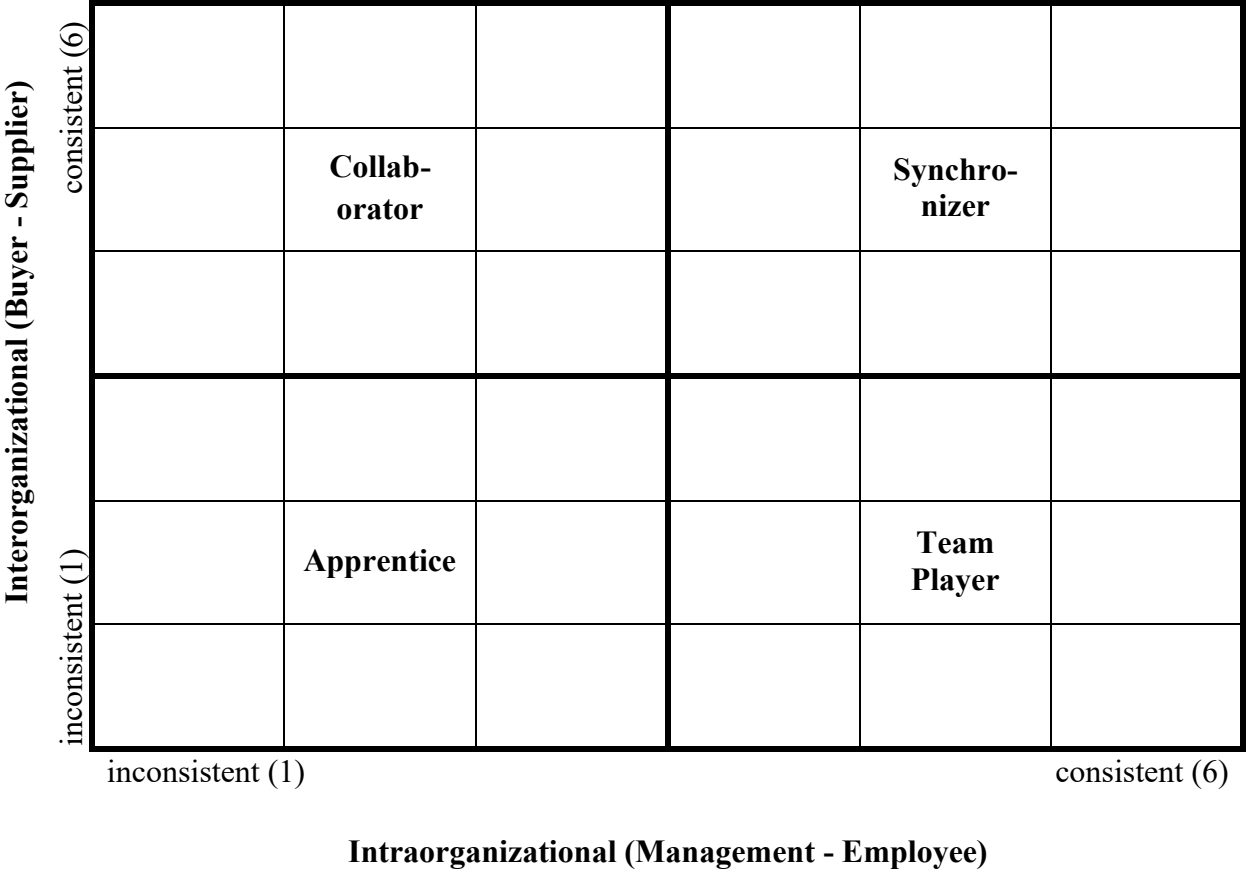 Interorganizational (Buyer - Supplier)
consistent (6)
inconsistent (1)
Collab-
orator
Synchro-
nizer
Apprentice
Team
Player
inconsistent (1)
consistent (6)
Intraorganizational (Management - Employee)